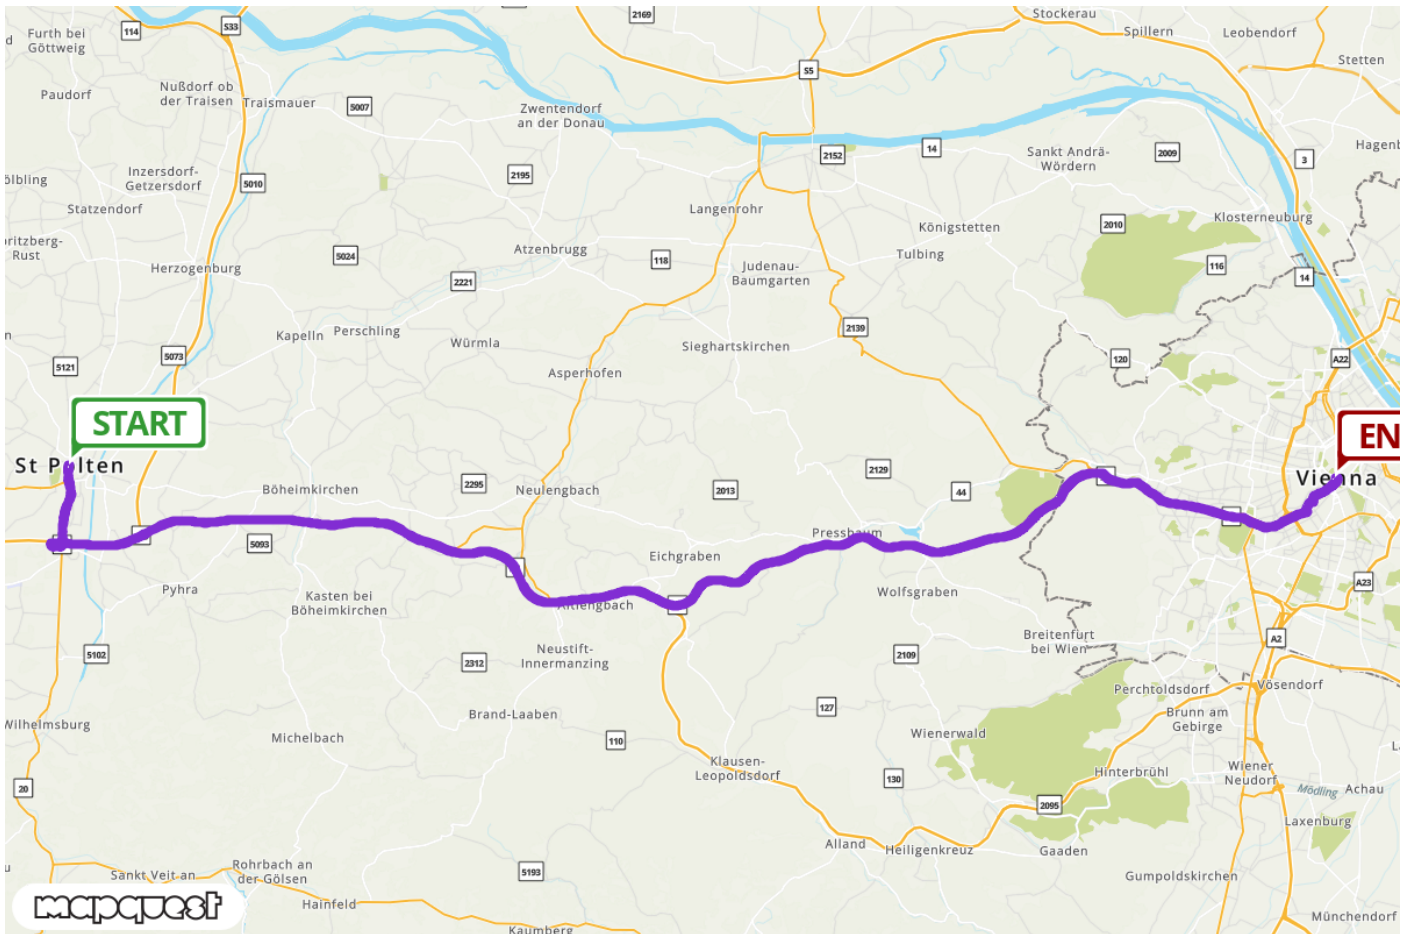 2169
Stockerau
Furth bei
Göttweig
114
S33
Spillern
Leobendorf
Stetten
S5
Paudorf
Nußdorf ob
der Traisen
Traismauer
5007
Zwentendorf
an der Donau
2152
14
Sankt Andrä-
Wördern
2009
3
Hagenb
ölbling
Inzersdorf-
Getzersdorf
5010
2195
Statzendorf
Langenrohr
Königstetten
2010
Klosterneuburg
oritzberg-
Rust
5024
Atzenbrugg
118
Tulbing
116
14
Herzogenburg
2221
Judenau-
Baumgarten
Kapelln
Perschling
Würmla
2139
Sieghartskirchen
120
A22
5073
5121
Asperhofen
START
EN
St P lten
Vienna
2295
Böheimkirchen
Neulengbach
2013
2129
44
5093
Pressbaum
Eichgraben
Pyhra
Kasten bei
Böheimkirchen
Altlengbach
Wolfsgraben
A23
5102
2312
Neustift-
Innermanzing
2109
Breitenfurt
bei Wien
A2
Perchtoldsdorf
Vösendorf
Wilhelmsburg
Michelbach
Brand-Laaben
110
127
Wienerwald
Brunn am
Gebirge
20
Klausen-
Leopoldsdorf
130
Hinterbrühl
Wiener
Neudorf
Mödling
Achau
2095
Laxenburg
Alland
Heiligenkreuz
Gaaden
Sankt Veit an
Rohrbach an
der Gölsen
5193
Gumpoldskirchen
mapquest
Hainfeld
Kaumberg
Münchendorf